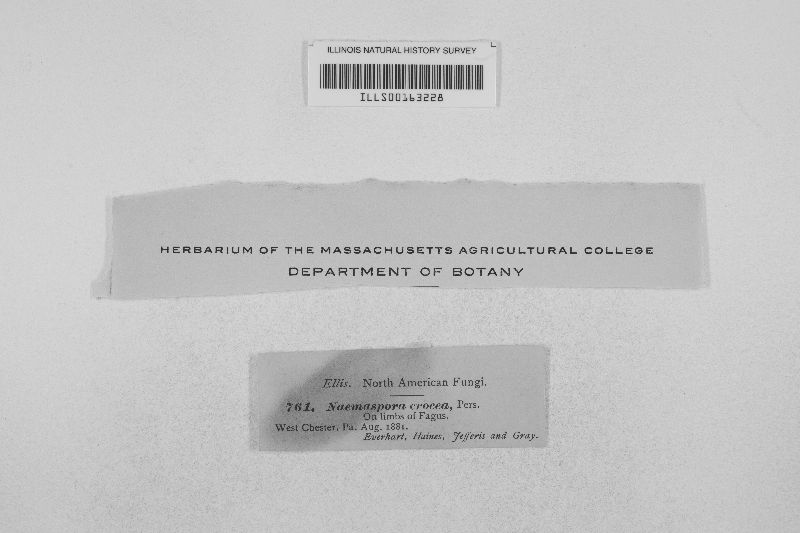 ILLINOIS NATURAL HISTORY SURVEY
ILLS00163228
HERBARIUM OF THE MASSACHUSETTS AGRICULTURAL COLLEGE
DEPARTMENT OF BOTANY
Ellis. North American Fungi.
761. Naemaspora crocea, Pers.
On limbs of Fagus.
West Chester, Pa. Aug. 1881.
Everhart, Haines, Jefferis and Gray.